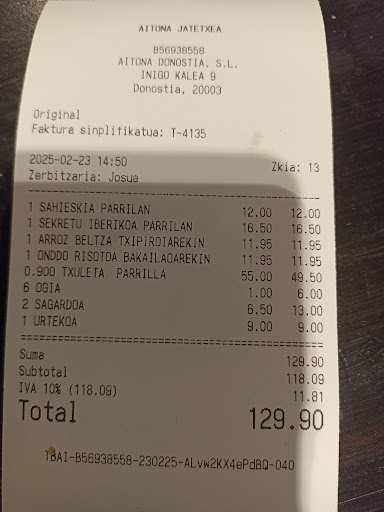 AITONA JATETXEA
B56938558
AITONA DONOSTIA, S.L.
INIGO KALEA 9
Donostia, 20003
Original
Faktura sinplifikatua: T-4135
2025-02-23 14:50 Zkia: 13
Zerbitzaria: Josue
1 SAHIESKIA PARRILAN 12.00 12.00
1 SEKRETU IBERIKOA PARRILAN 16.50 16.50
1 ARROZ BELTZA TXIPIROIAREKIN 11.95 11.95
1 ONDDO RISOTOA BAKAILAOAREKIN 11.95 11.95
0.900 TXULETA PARRILLA 55.00 49.50
6 OGIA 1.00 6.00
2 SAGARDOA 6.50 13.00
1 URTEKOA 9.00 9.00
Suma 129.90
Subtotal 118.09
IVA 10% (118.09) 11.81
Total 129.90
TBAI-B56938558-230225-ALvw2KX4ePdBQ-040